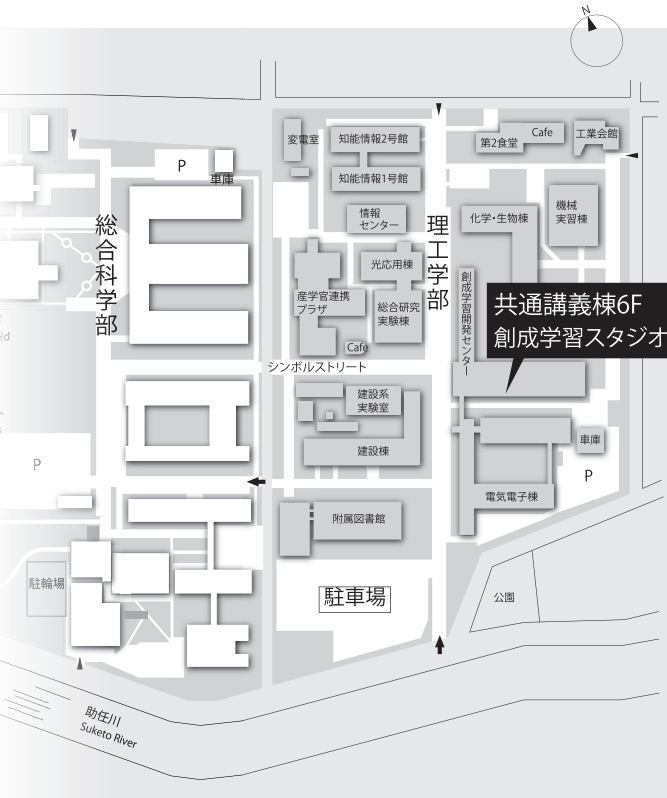 N
変電室
知能情報2号館
Cafe
第2食堂
工業会館
P
車庫
知能情報1号館
情報
センター
総合科学部
理工学部
化学・生物棟
機械
実習棟
光応用棟
創成学習開発センター
産学官連携
プラザ
総合研究
実験棟
共通講義棟6F
創成学習スタジオ
Cafe
シンボルストリート
建設系
実験室
建設棟
車庫
P
P
電気電子棟
附属図書館
駐輪場
駐車場
公園
助任川
Suketo River